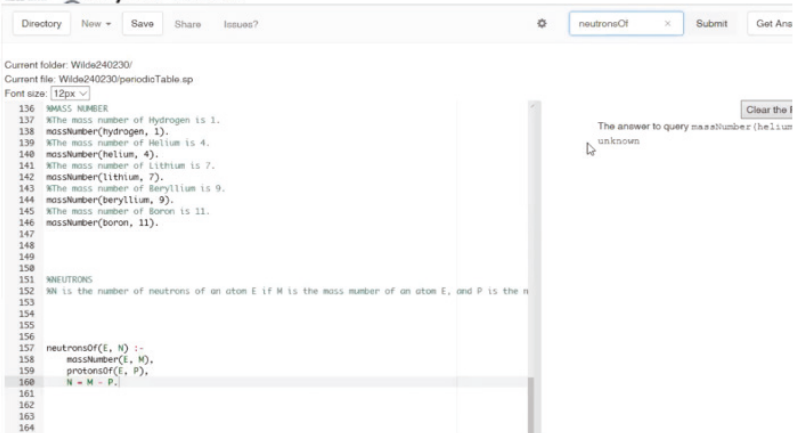 Directory New Save Share Issues? neutronsOf × Submit Get Ans
Current folder: Wilde240230/
Current file: Wilde240230/periodicTable.sp
Font size: 12px
Clear the
136 %MASS NUMBER
137 %The mass number of Hydrogen is 1.
138 massNumber(hydrogen, 1).
139 %The mass number of Helium is 4.
140 massNumber(helium, 4).
141 %The mass number of Lithium is 7.
142 massNumber(lithium, 7).
143 %The mass number of Beryllium is 9.
144 massNumber(beryllium, 9).
145 %The mass number of Boron is 11.
146 massNumber(boron, 11).
147
148
149
150
151 %NEUTRONS
152 %N is the number of neutrons of an atom E if M is the mass mumber of an atom E, and P is the n
153
154
155
156
157 neutronsOf(E, N) :-
158 massNumber(E, M),
159 protonsOf(E, P),
160 N = M - P.
161
162
163
164
The answer to query massNumber(helium
unknown